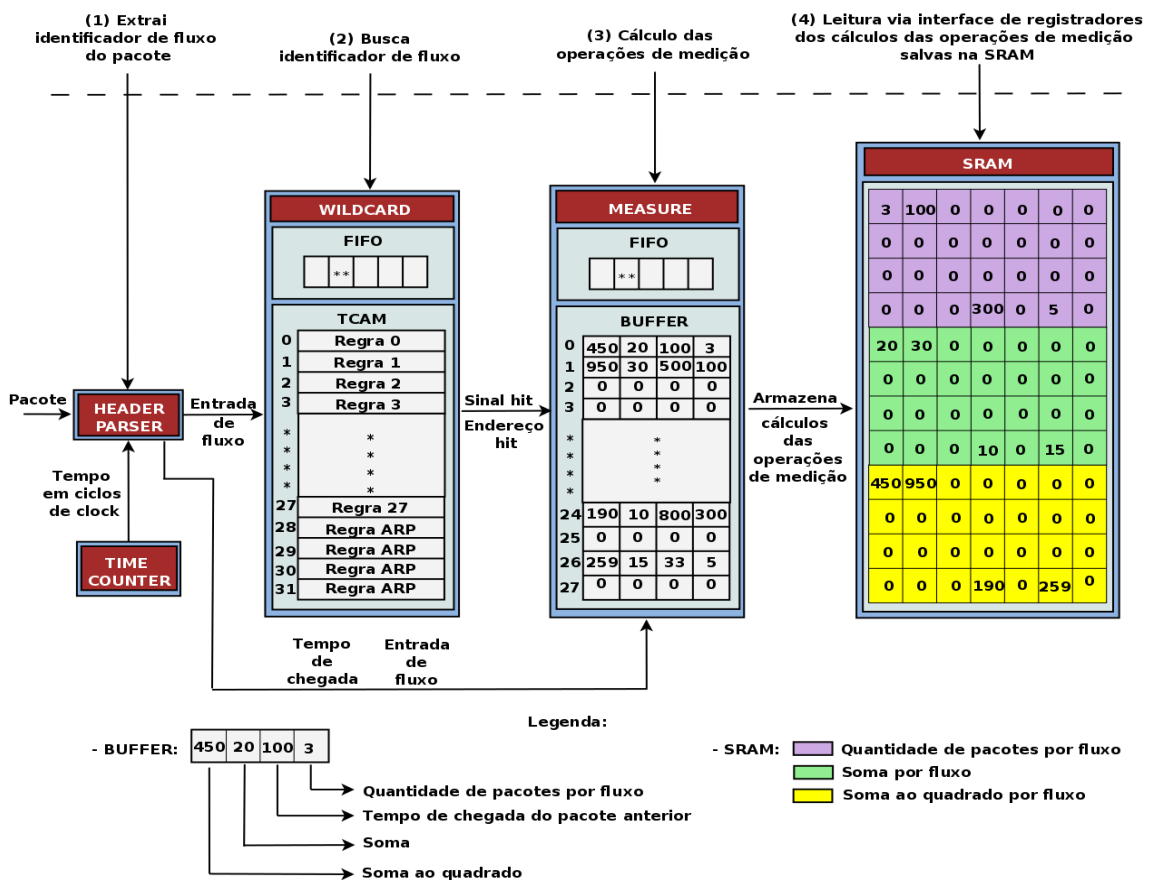 (1) Extrai
identificador de fluxo
do pacote
(2) Busca
identificador de fluxo
(3) Cálculo das
operações de medição
(4) Leitura via interface de registradores
dos cálculos das operações de medição
salvas na SRAM
Pacote
HEADER
PARSER
Entrada
de
fluxo
Tempo
em ciclos
de clock
TIME
COUNTER
WILDCARD
FIFO
**
TCAM
0 Regra 0
1 Regra 1
2 Regra 2
3 Regra 3
* *
* *
* *
* *
27 Regra 27
28 Regra ARP
29 Regra ARP
30 Regra ARP
31 Regra ARP
Sinal hit
Endereço
hit
MEASURE
FIFO
**
BUFFER
0 450 20 100 3
1 950 30 500 100
2 0 0 0 0
3 0 0 0 0
* *
* *
* *
* *
24 190 10 800 300
25 0 0 0 0
26 259 15 33 5
27 0 0 0 0
Armazena
cálculos
das
operações
de medição
SRAM
3 100 0 0 0 0 0
0 0 0 0 0 0 0
0 0 0 0 0 0 0
0 0 0 300 0 5 0
20 30 0 0 0 0 0
0 0 0 0 0 0 0
0 0 0 0 0 0 0
0 0 0 10 0 15 0
450 950 0 0 0 0 0
0 0 0 0 0 0 0
0 0 0 0 0 0 0
0 0 0 190 0 259 0
Tempo
de
chegada
Entrada
de
fluxo
Legenda:
- BUFFER: 450 20 100 3
Quantidade de pacotes por fluxo
Tempo de chegada do pacote anterior
Soma
Soma ao quadrado
- SRAM: Quantidade de pacotes por fluxo
Soma por fluxo
Soma ao quadrado por fluxo